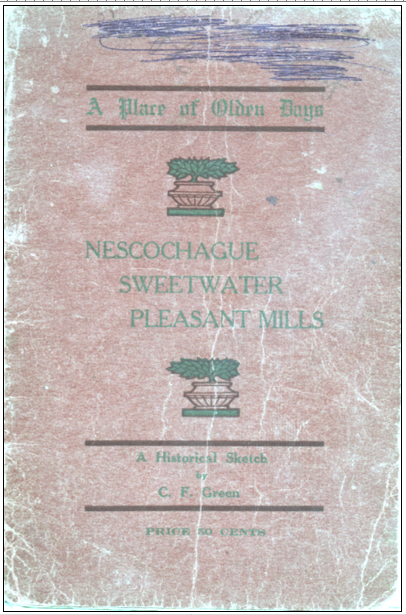 A Place of Olden Days
NESCOCHAGUE
SWEETWATER
PLEASANT MILLS
A Historical Sketch
by
C. F. Green
PRICE 50 CENTS